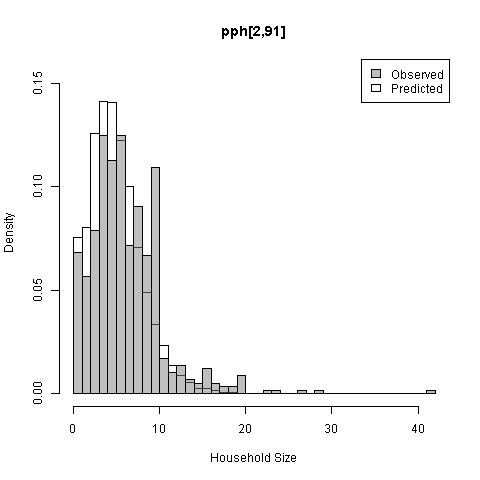 pph[2,91]
Observed
Predicted
0.15
0.10
0.05
0.00
Density
0 10 20 30 40
Household Size